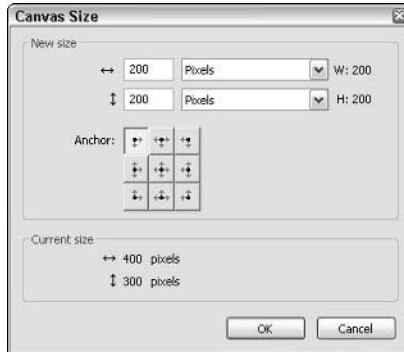 Canvas Size
New size
200 Pixels W: 200
200 Pixels H: 200
Anchor:
Current size
400 pixels
300 pixels
OK Cancel